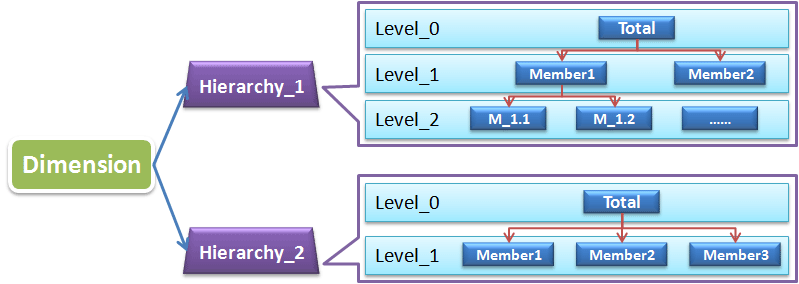 Dimension
Hierarchy_1
Level_0 Total
Level_1 Member1 Member2
Level_2 M_1.1 M_1.2 ......
Hierarchy_2
Level_0 Total
Level_1 Member1 Member2 Member3